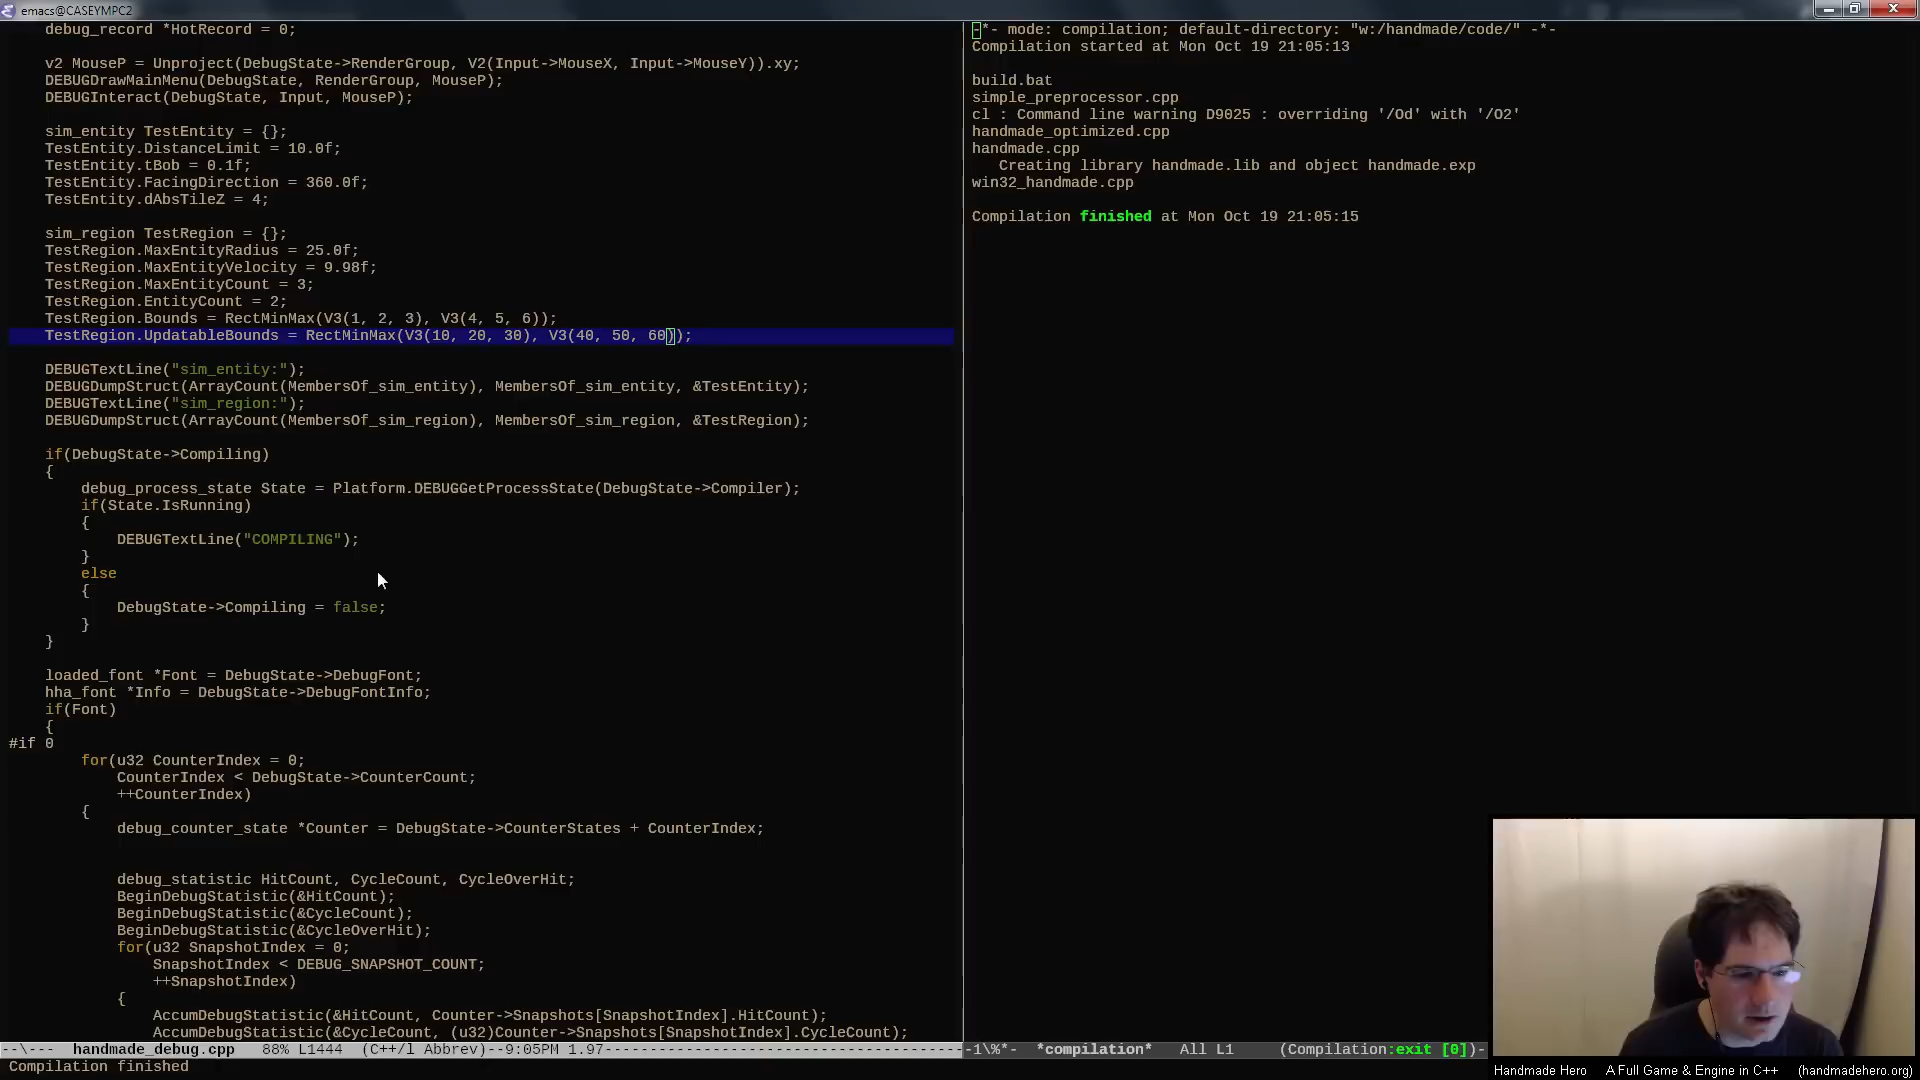 emacs@CASEYMPC2
debug_record *HotRecord = 0;
v2 MouseP = Unproject(DebugState->RenderGroup, V2(Input->MouseX, Input->MouseY)).xy;
DEBUGDrawMainMenu(DebugState, RenderGroup, MouseP);
DEBUGInteract(DebugState, Input, MouseP);
sim_entity TestEntity = {};
TestEntity.DistanceLimit = 10.0f;
TestEntity.tBob = 0.1f;
TestEntity.FacingDirection = 360.0f;
TestEntity.dAbsTileZ = 4;
sim_region TestRegion = {};
TestRegion.MaxEntityRadius = 25.0f;
TestRegion.MaxEntityVelocity = 9.98f;
TestRegion.MaxEntityCount = 3;
TestRegion.EntityCount = 2;
TestRegion.Bounds = RectMinMax(V3(1, 2, 3), V3(4, 5, 6));
TestRegion.UpdatableBounds = RectMinMax(V3(10, 20, 30), V3(40, 50, 60));
DEBUGTextLine("sim_entity:");
DEBUGDumpStruct(ArrayCount(MembersOf_sim_entity), MembersOf_sim_entity, &TestEntity);
DEBUGTextLine("sim_region:");
DEBUGDumpStruct(ArrayCount(MembersOf_sim_region), MembersOf_sim_region, &TestRegion);
if(DebugState->Compiling)
{
debug_process_state State = Platform.DEBUGGetProcessState(DebugState->Compiler);
if(State.IsRunning)
{
DEBUGTextLine("COMPILING");
}
else
{
DebugState->Compiling = false;
}
}
loaded_font *Font = DebugState->DebugFont;
hha_font *Info = DebugState->DebugFontInfo;
if(Font)
{
#if 0
for(u32 CounterIndex = 0;
CounterIndex < DebugState->CounterCount;
++CounterIndex)
{
debug_counter_state *Counter = DebugState->CounterStates + CounterIndex;
debug_statistic HitCount, CycleCount, CycleOverHit;
BeginDebugStatistic(&HitCount);
BeginDebugStatistic(&CycleCount);
BeginDebugStatistic(&CycleOverHit);
for(u32 SnapshotIndex = 0;
SnapshotIndex < DEBUG_SNAPSHOT_COUNT;
++SnapshotIndex)
{
AccumDebugStatistic(&HitCount, Counter->Snapshots[SnapshotIndex].HitCount);
AccumDebugStatistic(&CycleCount, (u32)Counter->Snapshots[SnapshotIndex].CycleCount);
--\--- handmade_debug.cpp 88% L1444 (C++/l Abbrev)--9:05PM 1.97----------------------------------------
Compilation finished
-*- mode: compilation; default-directory: "w:/handmade/code/" -*-
Compilation started at Mon Oct 19 21:05:13
build.bat
simple_preprocessor.cpp
cl : Command line warning D9025 : overriding '/Od' with '/O2'
handmade_optimized.cpp
handmade.cpp
Creating library handmade.lib and object handmade.exp
win32_handmade.cpp
Compilation finished at Mon Oct 19 21:05:15
-1\%*- *compilation* All L1 (Compilation:exit [0])-
Handmade Hero A Full Game & Engine in C++ (handmadehero.org)